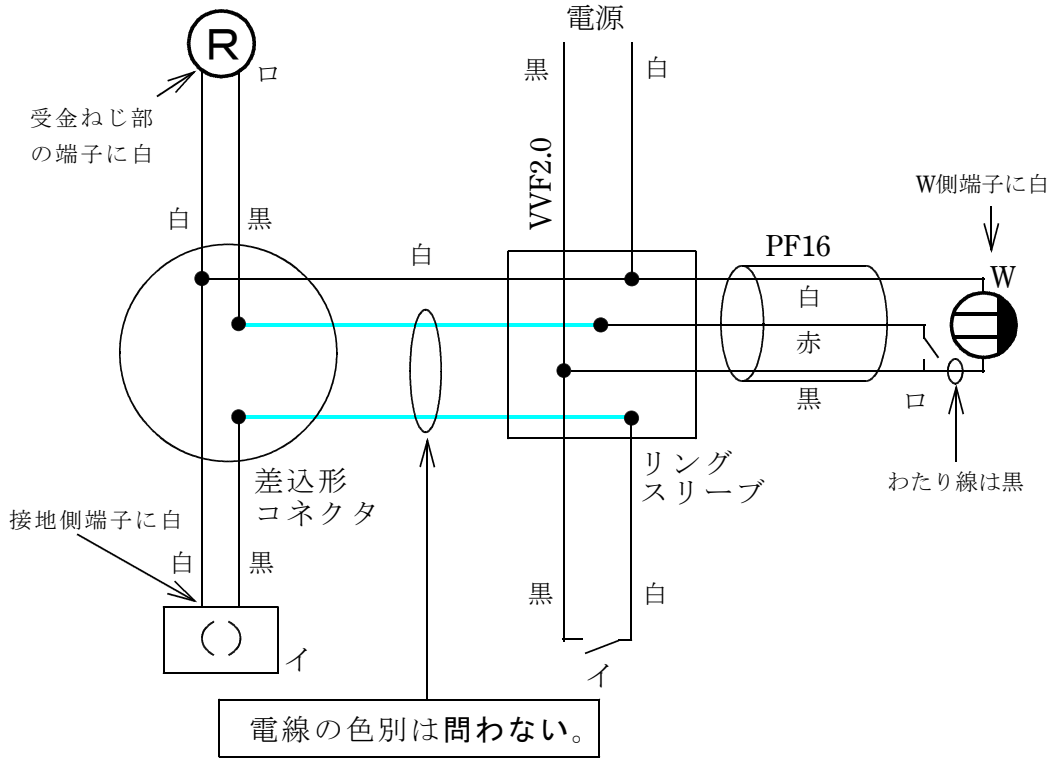 電源
R
ロ
黒
白
受金ねじ部
の端子に白
VVF2.0
W側端子に白
白
黒
白
PF16
W
白
赤
黒
ロ
リング
スリーブ
わたり線は黒
差込形
コネクタ
接地側端子に白
白
黒
黒
白
( )
イ
イ
電線の色別は問わない。